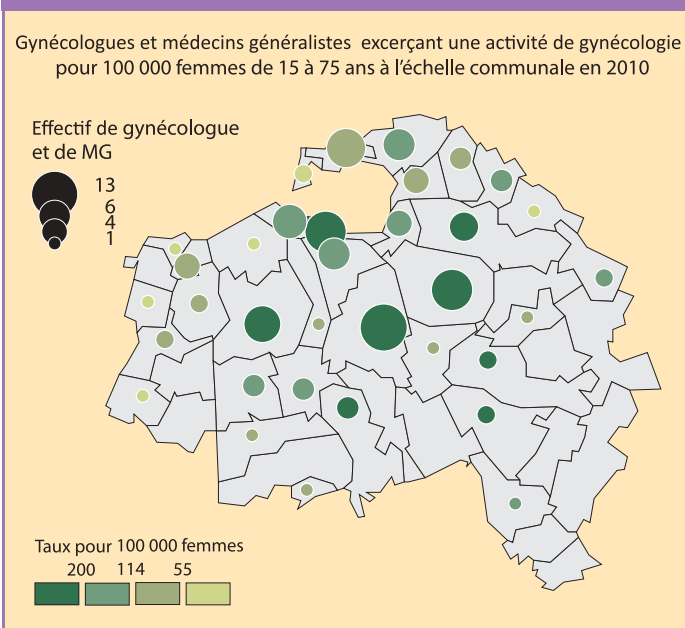 Gynécologues et médecins généralistes excerçant une activité de gynécologie
pour 100 000 femmes de 15 à 75 ans à l'échelle communale en 2010
Effectif de gynécologue
et de MG
13
6
4
1
Taux pour 100 000 femmes
200 114 55